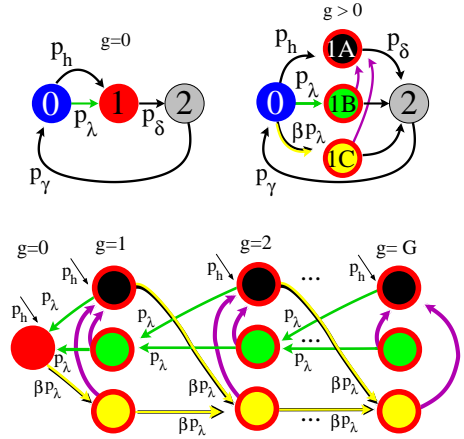 g=0
p_h
0
1
2
p_λ
p_δ
p_γ
g > 0
p_h
1A
p_δ
p_λ
0
1B
2
βp_λ
1C
p_γ
g=0
g=1
g=2
...
g= G
p_h
p_h
p_h
p_h
p_λ
p_λ
p_λ
...
p_λ
p_λ
p_λ
βp_λ
βp_λ
...
βp_λ